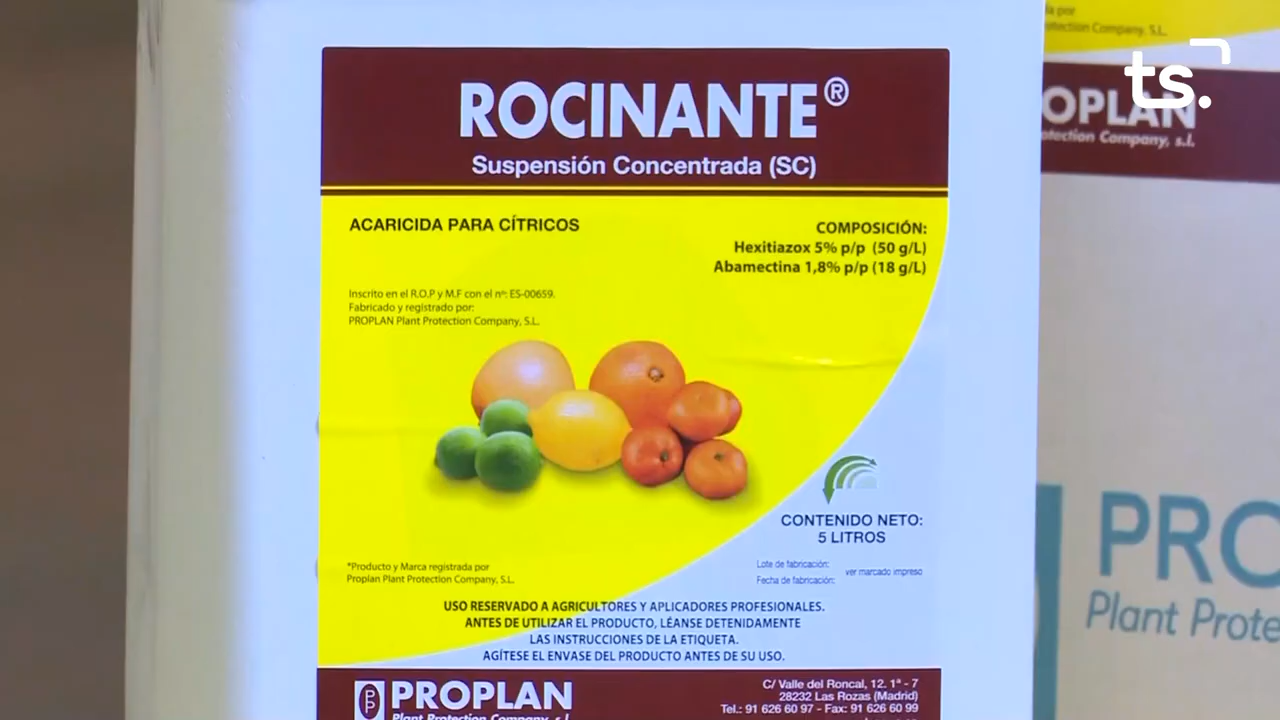 ROCINANTE®
Suspensión Concentrada (SC)
ACARICIDA PARA CÍTRICOS
COMPOSICIÓN:
Hexitiazox 5% p/p (50 g/L)
Abamectina 1,8% p/p (18 g/L)
Inscrito en el R.O.P y M.F con el nº: ES-00659.
Fabricado y registrado por:
PROPLAN Plant Protection Company, S.L.
CONTENIDO NETO:
5 LITROS
Lote de fabricación:
Fecha de fabricación:
ver marcado impreso
*Producto y Marca registrada por
Proplan Plant Protection Company, S.L.
USO RESERVADO A AGRICULTORES Y APLICADORES PROFESIONALES.
ANTES DE UTILIZAR EL PRODUCTO, LÉANSE DETENIDAMENTE
LAS INSTRUCCIONES DE LA ETIQUETA.
AGÍTESE EL ENVASE DEL PRODUCTO ANTES DE SU USO.
PROPLAN
Plant Protection Company, s.l.
C/ Valle del Roncal, 12, 1ª - 7
28232 Las Rozas (Madrid)
Tel.: 91 626 60 97 - Fax: 91 626 60 99
por
Company, S.L.
ts.
OPLAN
Company, s.l.
PRO
Plant Prote